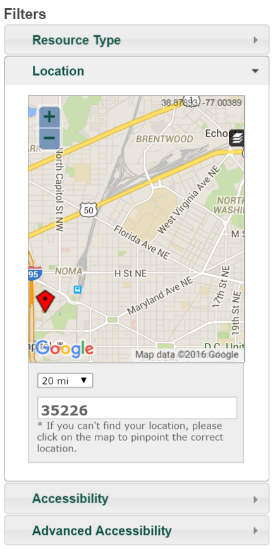 Filters
Resource Type
Location
38.87893, -77.00389
1
+
−
BRENTWOOD
Echo
North Capitol St NW
West Virginia Ave NE
50
Florida Ave NE
NORTH
WASHI
NOMA
H St NE
95
Maryland Ave NE
17th St NE
19th St NE
Google
D.C. Unit
Map data ©2016 Google
20 mi
35226
* If you can't find your location, please
click on the map to pinpoint the correct
location.
Accessibility
Advanced Accessibility